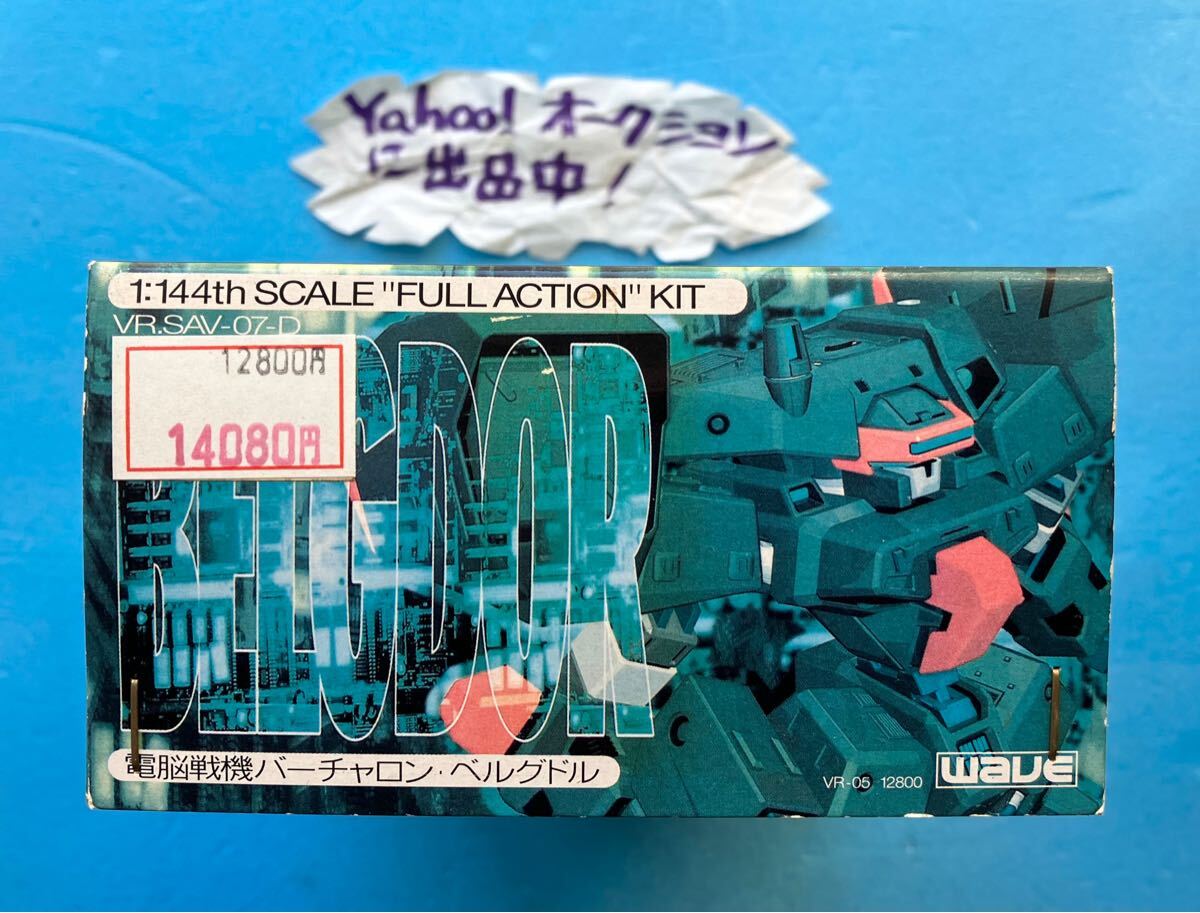 Yahoo! オークション
に出品中!
1:144th SCALE "FULL ACTION" KIT
VR.SAV-07-D
12800円
14080円
BELGDOR
電脳戦機バーチャロン・ベルグドル
VR-05 12800
WAVE